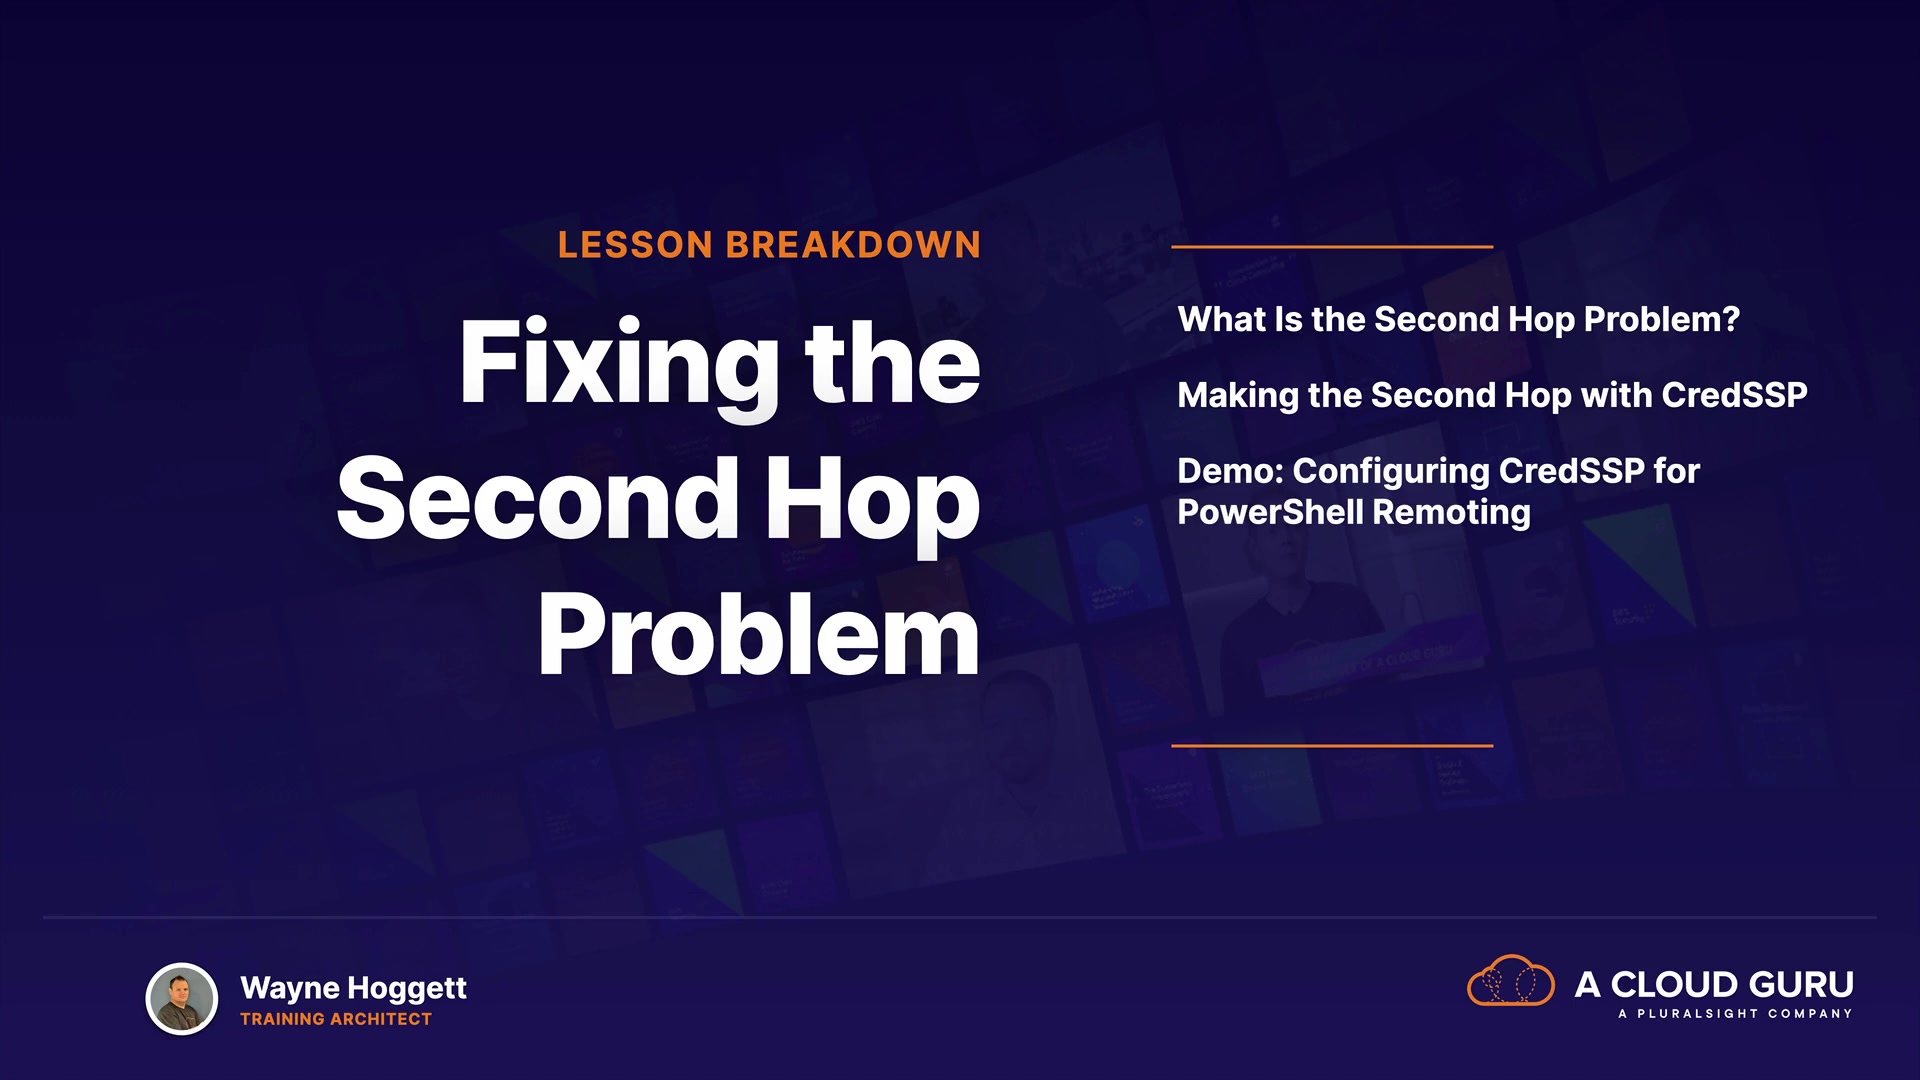 LESSON BREAKDOWN
Fixing the
Second Hop
Problem
What Is the Second Hop Problem?
Making the Second Hop with CredSSP
Demo: Configuring CredSSP for
PowerShell Remoting
Wayne Hoggett
TRAINING ARCHITECT
A CLOUD GURU
A PLURALSIGHT COMPANY